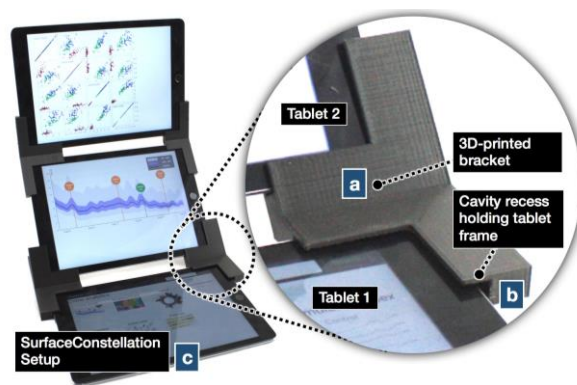 Tablet 2
a
3D-printed
bracket
Cavity recess
holding tablet
frame
b
Tablet 1
SurfaceConstellation
Setup
c